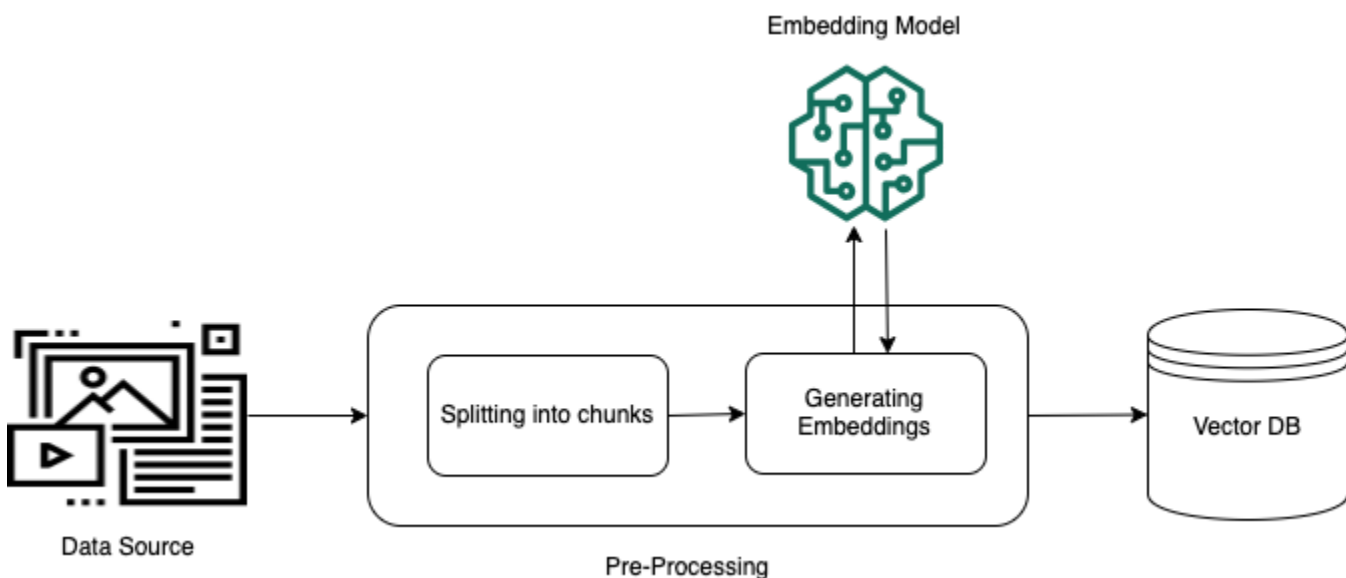 Embedding Model
Splitting into chunks
Generating
Embeddings
Vector DB
Data Source
Pre-Processing